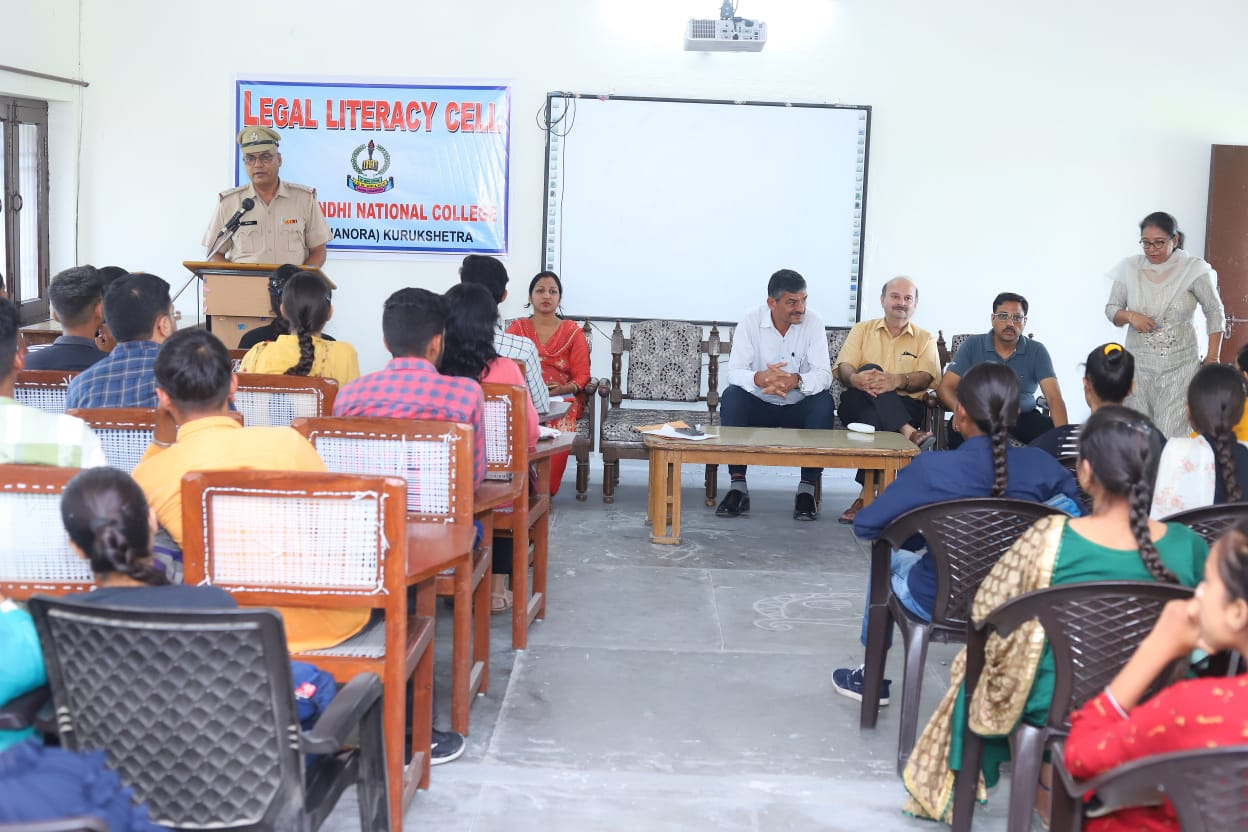 LEGAL LITERACY CELL
NDHI NATIONAL COLLEGE
ANORA) KURUKSHETRA